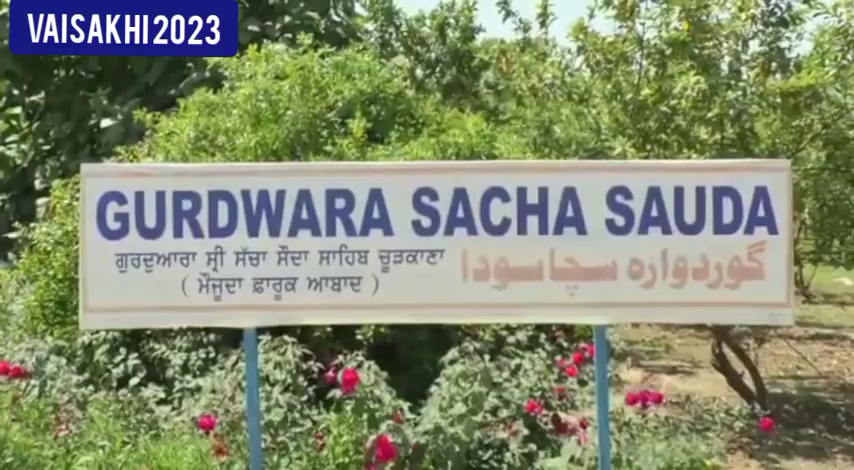 VAISAKHI 2023
GURDWARA SACHA SAUDA
ਗੁਰਦੁਆਰਾ ਸ੍ਰੀ ਸੱਚਾ ਸੌਦਾ ਸਾਹਿਬ ਚੂੜਕਾਣਾ
گوردوارہ سچا سودا
( ਮੌਜੂਦਾ ਫ਼ਾਰੂਕ ਆਬਾਦ )